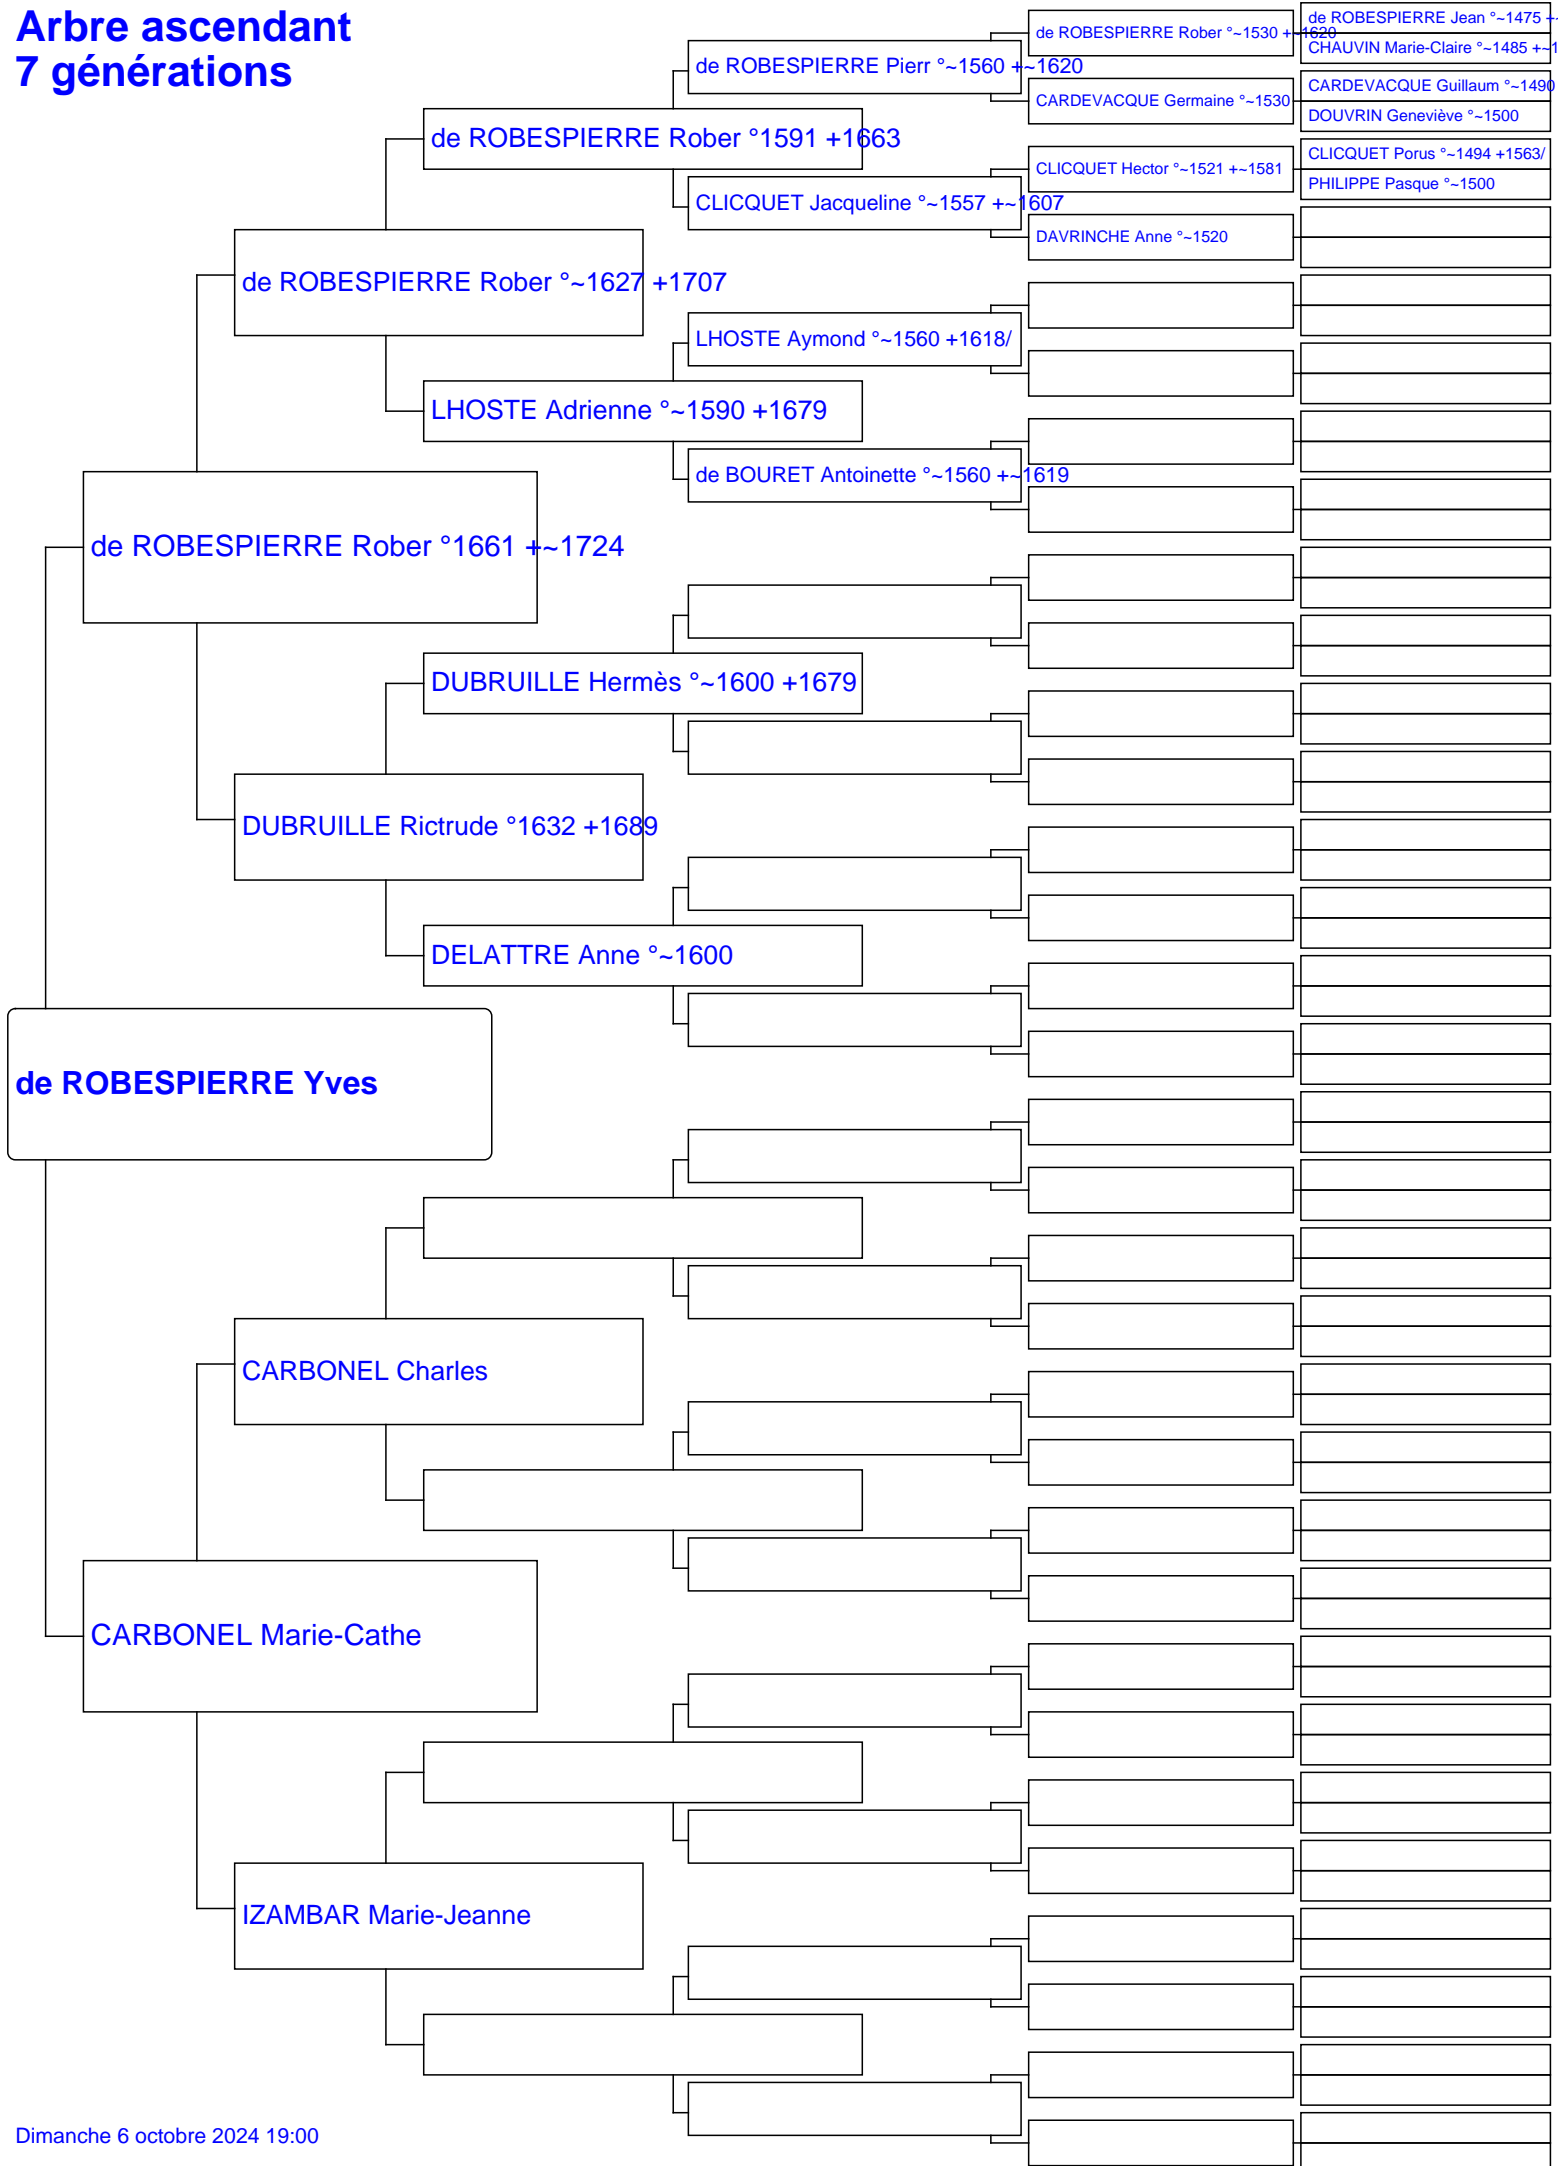 Arbre ascendant
7 générations
de ROBESPIERRE Jean °~1475 +~
de ROBESPIERRE Rober °~1530 +~1620
CHAUVIN Marie-Claire °~1485 +~1
de ROBESPIERRE Pierr °~1560 +~1620
CARDEVACQUE Guillaum °~1490
CARDEVACQUE Germaine °~1530
DOUVRIN Geneviève °~1500
de ROBESPIERRE Rober °1591 +1663
CLICQUET Porus °~1494 +1563/
CLICQUET Hector °~1521 +~1581
PHILIPPE Pasque °~1500
CLICQUET Jacqueline °~1557 +~1607
DAVRINCHE Anne °~1520
de ROBESPIERRE Rober °~1627 +1707
LHOSTE Aymond °~1560 +1618/
LHOSTE Adrienne °~1590 +1679
de BOURET Antoinette °~1560 +~1619
de ROBESPIERRE Rober °1661 +~1724
DUBRUILLE Hermès °~1600 +1679
DUBRUILLE Rictrude °1632 +1689
DELATTRE Anne °~1600
de ROBESPIERRE Yves
CARBONEL Charles
CARBONEL Marie-Cathe
IZAMBAR Marie-Jeanne
Dimanche 6 octobre 2024 19:00